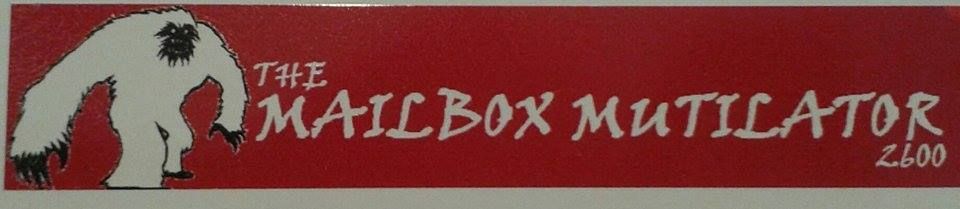 THE
MAILBOX MUTILATOR
2600